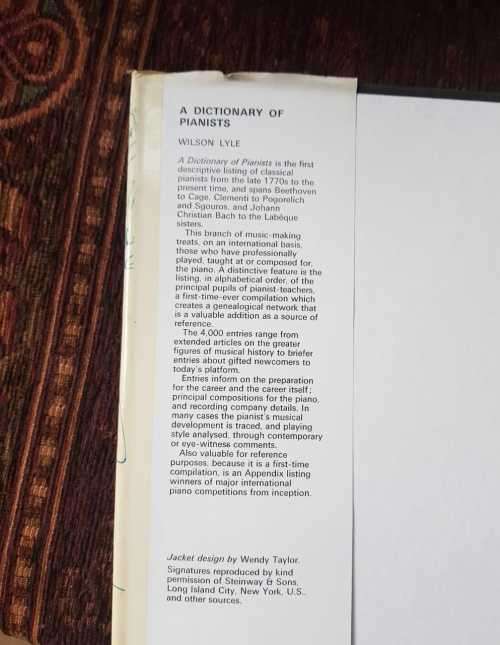 A DICTIONARY OF
PIANISTS
WILSON LYLE
A Dictionary of Pianists is the first
descriptive listing of classical
pianists from the late 1770s to the
present time, and spans Beethoven
to Cage, Clementi to Pogorelich
and Sgouros, and Johann
Christian Bach to the Labèque
sisters.
This branch of music-making
treats, on an international basis,
those who have professionally
played, taught at or composed for,
the piano. A distinctive feature is the
listing, in alphabetical order, of the
principal pupils of pianist-teachers,
a first-time-ever compilation which
creates a genealogical network that
is a valuable addition as a source of
reference.
The 4,000 entries range from
extended articles on the greater
figures of musical history to briefer
entries about gifted newcomers to
today's platform.
Entries inform on the preparation
for the career and the career itself;
principal compositions for the piano,
and recording company details. In
many cases the pianist's musical
development is traced, and playing
style analysed, through contemporary
or eye-witness comments.
Also valuable for reference
purposes, because it is a first-time
compilation, is an Appendix listing
winners of major international
piano competitions from inception.
Jacket design by Wendy Taylor.
Signatures reproduced by kind
permission of Steinway & Sons,
Long Island City, New York, U.S.,
and other sources.